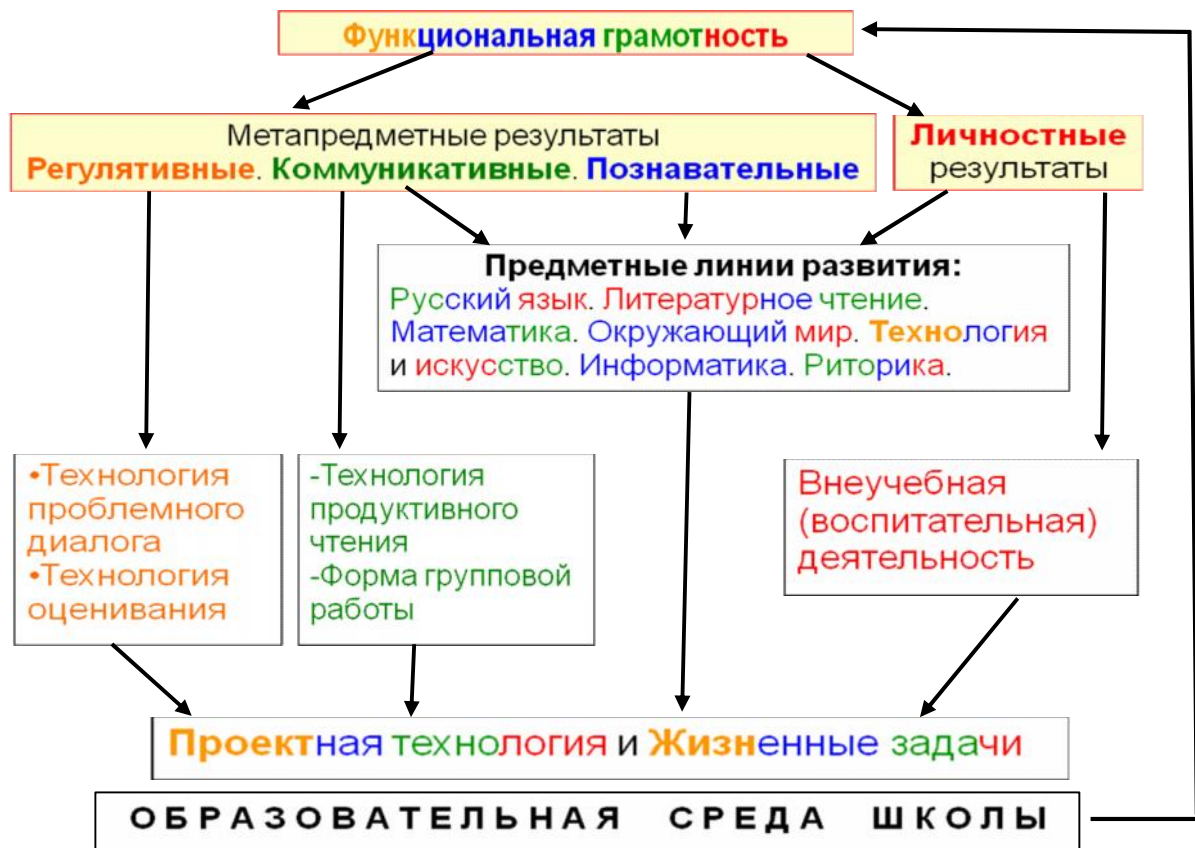 Функциональная грамотность
Метапредметные результаты
Регулятивные. Коммуникативные. Познавательные
Личностные
результаты
Предметные линии развития:
Русский язык. Литературное чтение.
Математика. Окружающий мир. Технология
и искусство. Информатика. Риторика.
•Технология
проблемного
диалога
•Технология
оценивания
-Технология
продуктивного
чтения
-Форма групповой
работы
Внеучебная
(воспитательная)
деятельность
Проектная технология и Жизненные задачи
ОБРАЗОВАТЕЛЬНАЯ СРЕДА ШКОЛЫ